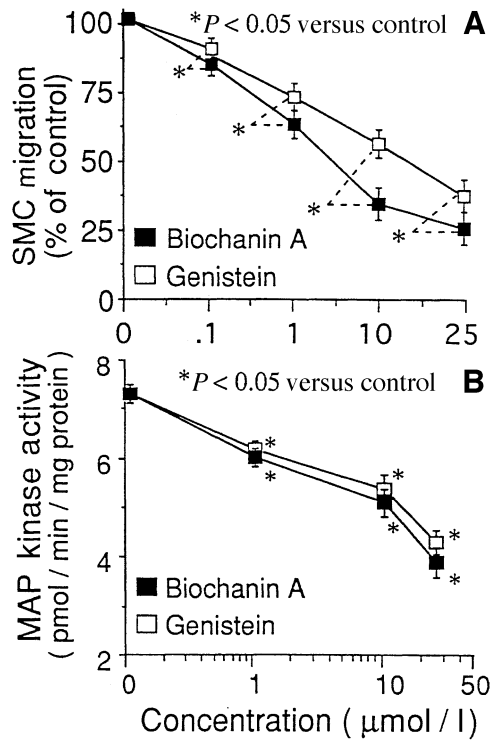 *P < 0.05 versus control A
SMC migration
(% of control)
100
75
50
25
0
* * * *
Biochanin A
Genistein
0 .1 1 10 25
*P < 0.05 versus control B
MAP kinase activity
( pmol / min / mg protein )
8
6
4
2
* * *
* * *
Biochanin A
Genistein
0 1 10 50
Concentration ( μmol / l )